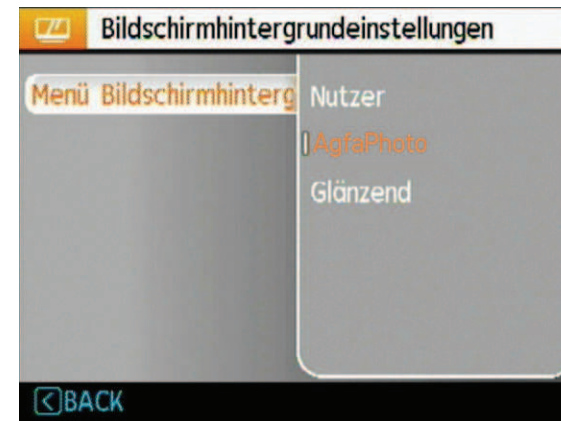 Bildschirmhintergrundeinstellungen
Menü Bildschirmhinterg
Nutzer
AgfaPhoto
Glänzend
BACK